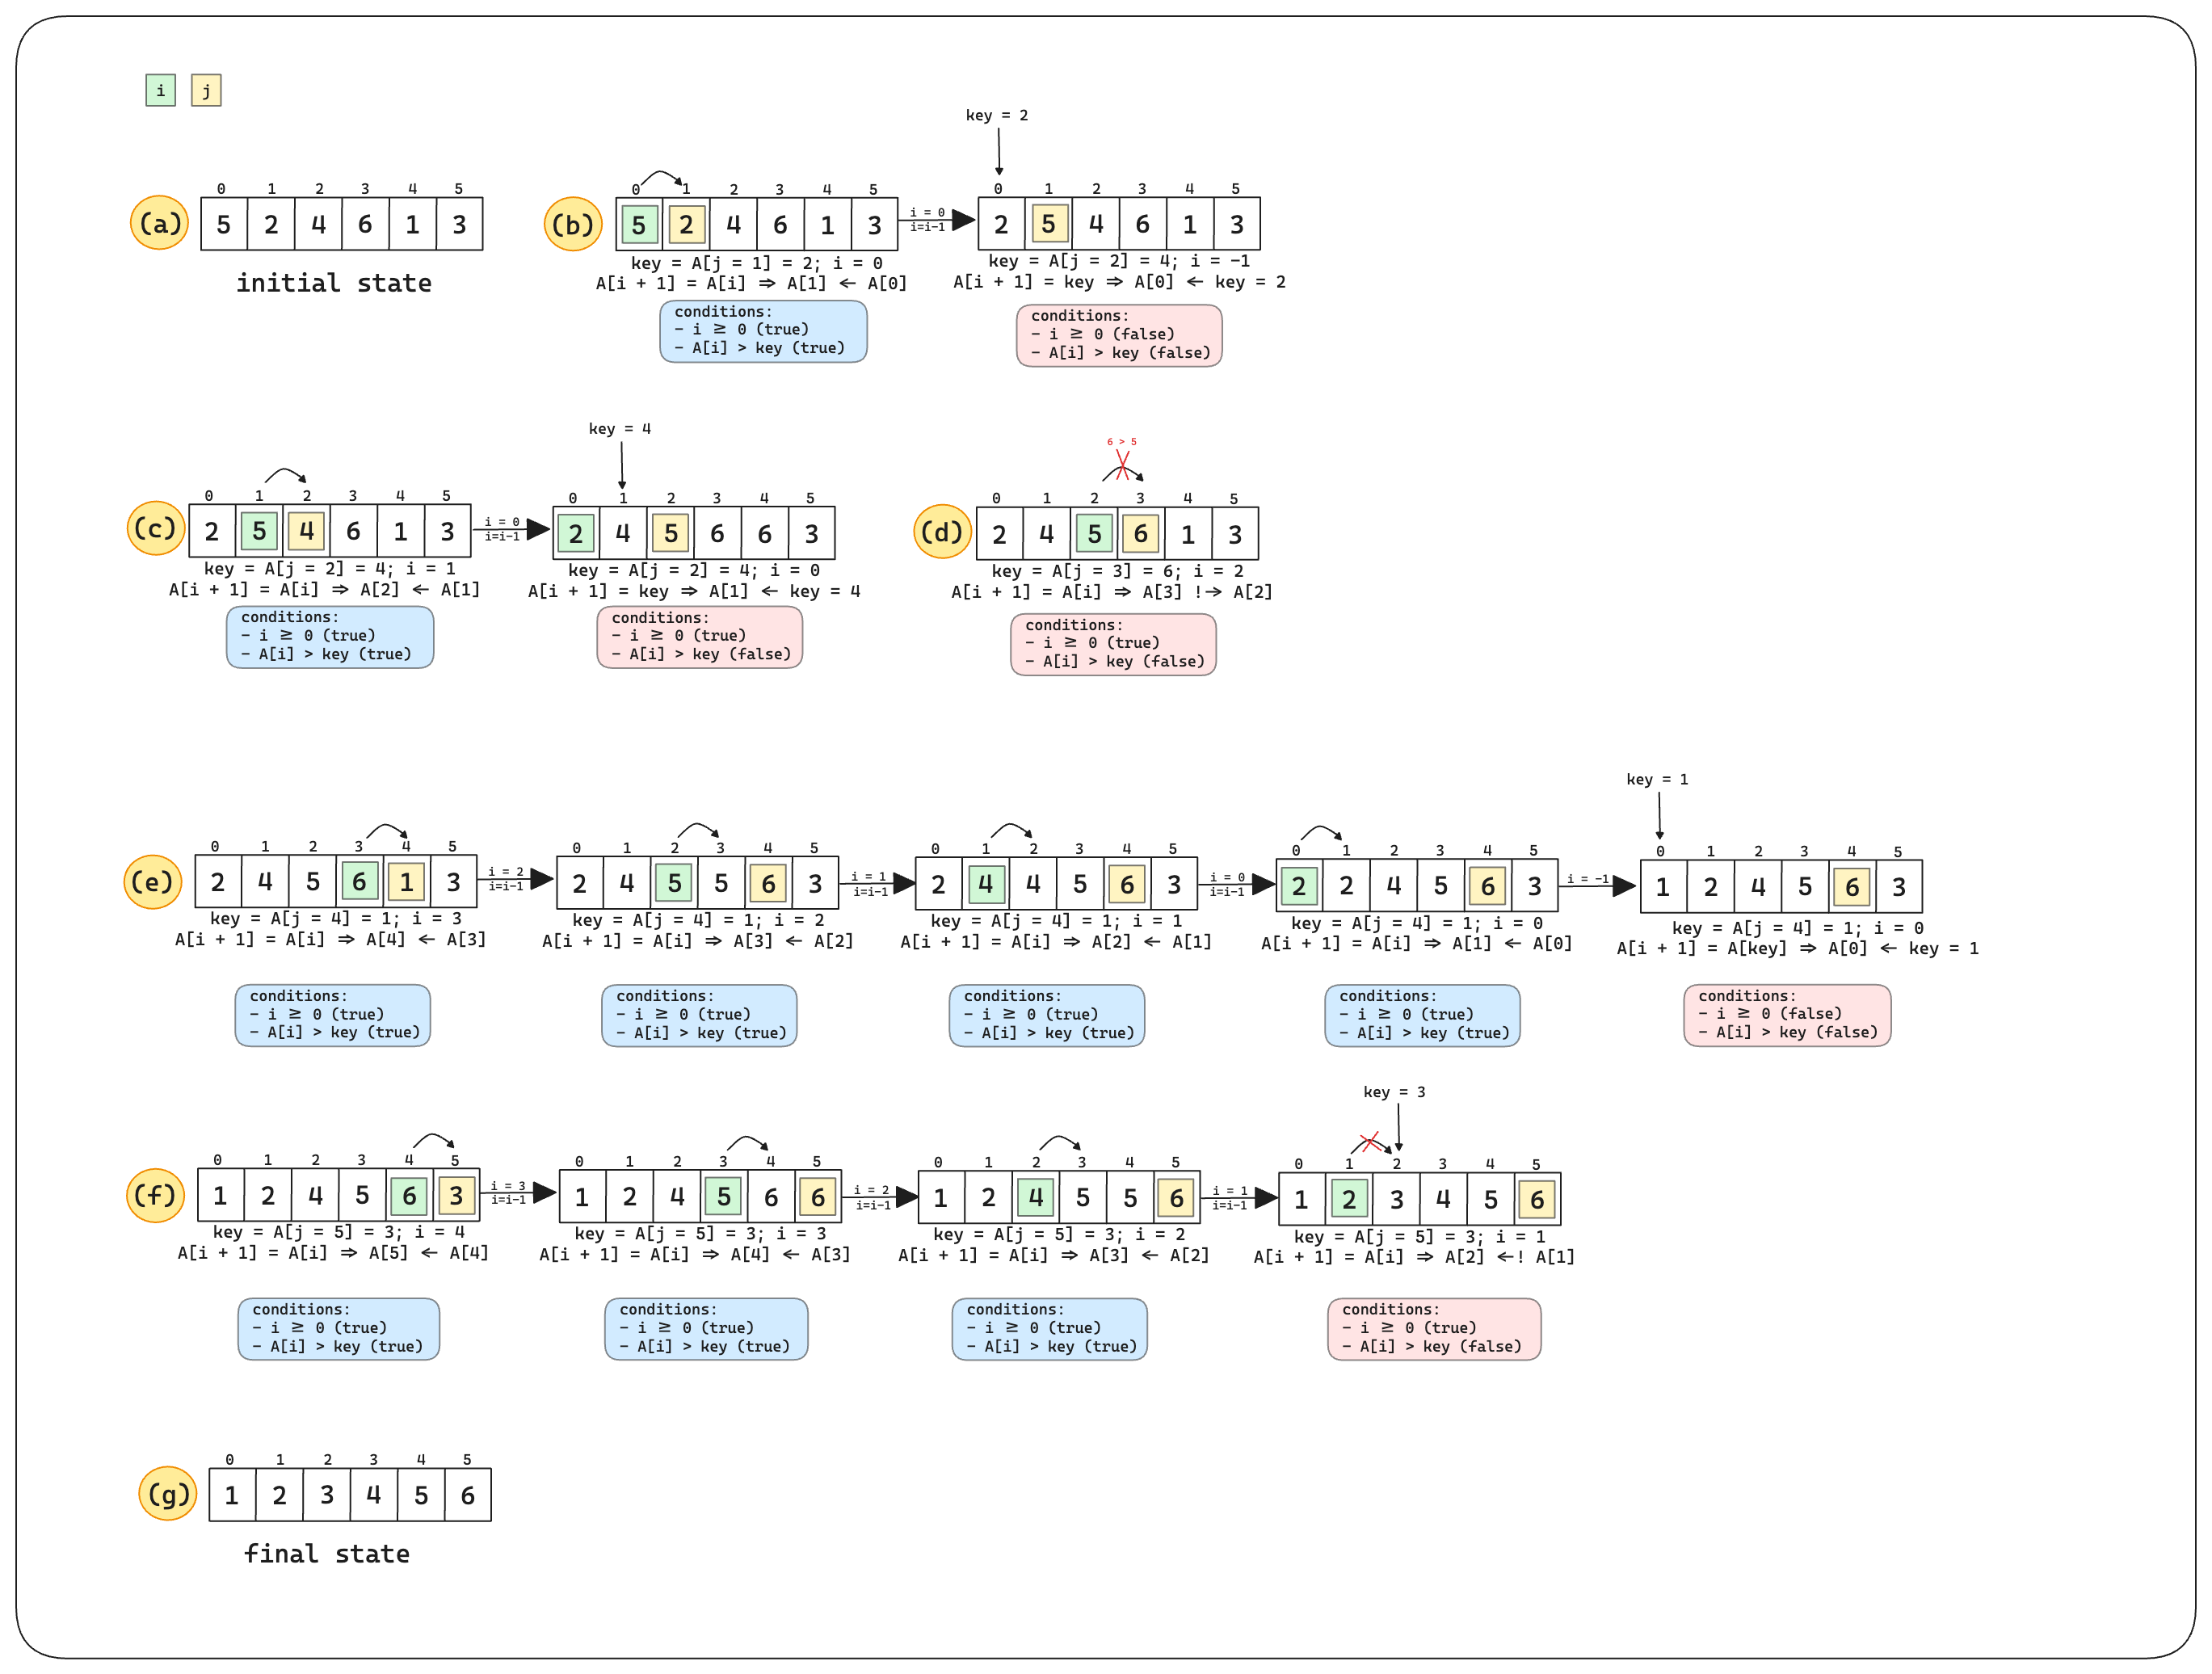 i j
key = 2
0 1 2 3 4 5
(a) 5 2 4 6 1 3
initial state
0 1 2 3 4 5
(b) 5 2 4 6 1 3
key = A[j = 1] = 2; i = 0
A[i + 1] = A[i] ⇒ A[1] ← A[0]
conditions:
- i ≥ 0 (true)
- A[i] > key (true)
i = 0
i=i-1
0 1 2 3 4 5
2 5 4 6 1 3
key = A[j = 2] = 4; i = -1
A[i + 1] = key ⇒ A[0] ← key = 2
conditions:
- i ≥ 0 (false)
- A[i] > key (false)
0 1 2 3 4 5
(c) 2 5 4 6 1 3
key = A[j = 2] = 4; i = 1
A[i + 1] = A[i] ⇒ A[2] ← A[1]
conditions:
- i ≥ 0 (true)
- A[i] > key (true)
i = 0
i=i-1
key = 4
0 1 2 3 4 5
2 4 5 6 6 3
key = A[j = 2] = 4; i = 0
A[i + 1] = key ⇒ A[1] ← key = 4
conditions:
- i ≥ 0 (true)
- A[i] > key (false)
6 > 5
0 1 2 3 4 5
(d) 2 4 5 6 1 3
key = A[j = 3] = 6; i = 2
A[i + 1] = A[i] ⇒ A[3] !→ A[2]
conditions:
- i ≥ 0 (true)
- A[i] > key (false)
0 1 2 3 4 5
(e) 2 4 5 6 1 3
key = A[j = 4] = 1; i = 3
A[i + 1] = A[i] ⇒ A[4] ← A[3]
conditions:
- i ≥ 0 (true)
- A[i] > key (true)
i = 2
i=i-1
0 1 2 3 4 5
2 4 5 5 6 3
key = A[j = 4] = 1; i = 2
A[i + 1] = A[i] ⇒ A[3] ← A[2]
conditions:
- i ≥ 0 (true)
- A[i] > key (true)
i = 1
i=i-1
0 1 2 3 4 5
2 4 4 5 6 3
key = A[j = 4] = 1; i = 1
A[i + 1] = A[i] ⇒ A[2] ← A[1]
conditions:
- i ≥ 0 (true)
- A[i] > key (true)
i = 0
i=i-1
0 1 2 3 4 5
2 2 4 5 6 3
key = A[j = 4] = 1; i = 0
A[i + 1] = A[i] ⇒ A[1] ← A[0]
conditions:
- i ≥ 0 (true)
- A[i] > key (true)
i = -1
key = 1
0 1 2 3 4 5
1 2 4 5 6 3
key = A[j = 4] = 1; i = 0
A[i + 1] = A[key] ⇒ A[0] ← key = 1
conditions:
- i ≥ 0 (false)
- A[i] > key (false)
0 1 2 3 4 5
(f) 1 2 4 5 6 3
key = A[j = 5] = 3; i = 4
A[i + 1] = A[i] ⇒ A[5] ← A[4]
conditions:
- i ≥ 0 (true)
- A[i] > key (true)
i = 3
i=i-1
0 1 2 3 4 5
1 2 4 5 6 6
key = A[j = 5] = 3; i = 3
A[i + 1] = A[i] ⇒ A[4] ← A[3]
conditions:
- i ≥ 0 (true)
- A[i] > key (true)
i = 2
i=i-1
0 1 2 3 4 5
1 2 4 5 5 6
key = A[j = 5] = 3; i = 2
A[i + 1] = A[i] ⇒ A[3] ← A[2]
conditions:
- i ≥ 0 (true)
- A[i] > key (true)
i = 1
i=i-1
key = 3
0 1 2 3 4 5
1 2 3 4 5 6
key = A[j = 5] = 3; i = 1
A[i + 1] = A[i] ⇒ A[2] ←! A[1]
conditions:
- i ≥ 0 (true)
- A[i] > key (false)
0 1 2 3 4 5
(g) 1 2 3 4 5 6
final state